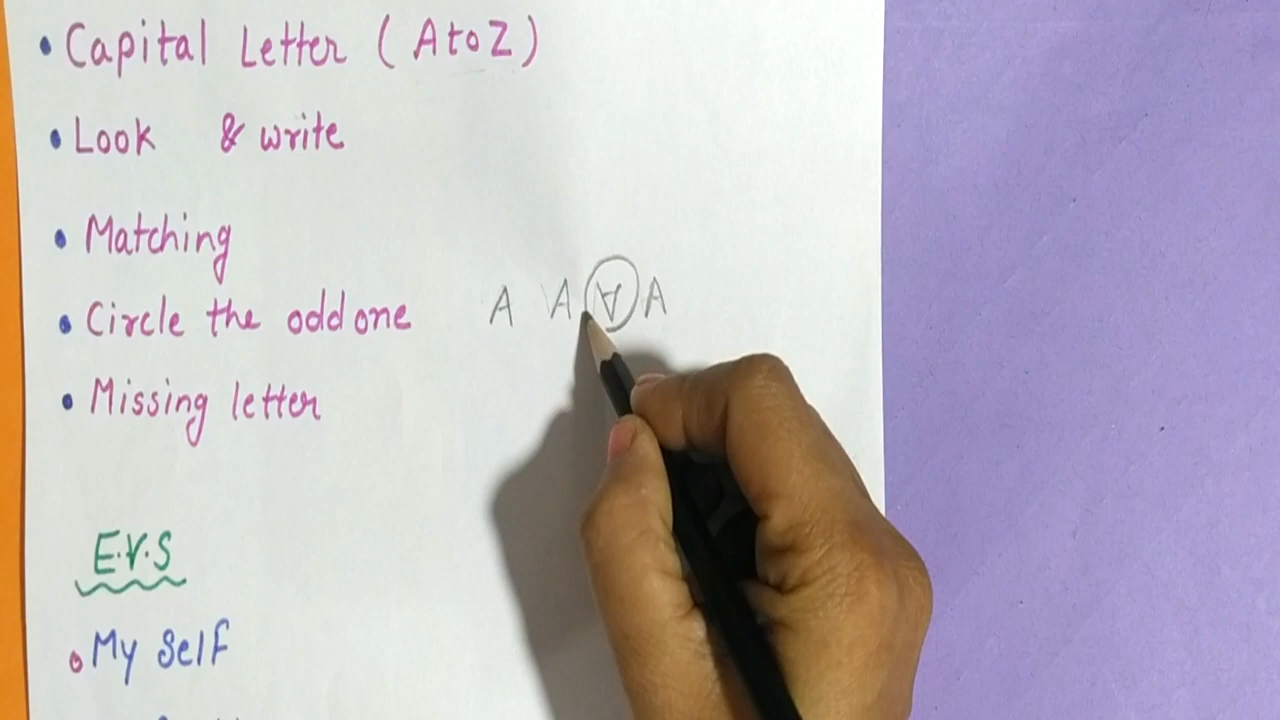 • Capital Letter ( A to Z )
• Look & write
• Matching
• Circle the odd one A A ∀ A
• Missing letter
E.V.S
• My Self